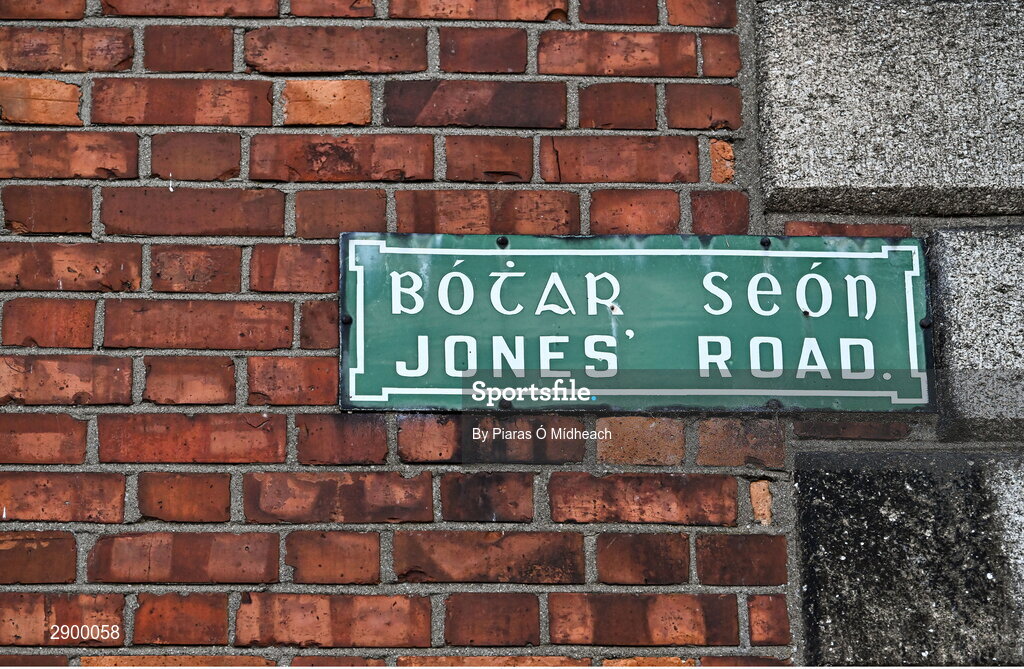 BÓṪAR SEÓN
JONES' ROAD.
Sportsfile.
By Piaras Ó Mídheach
2900058